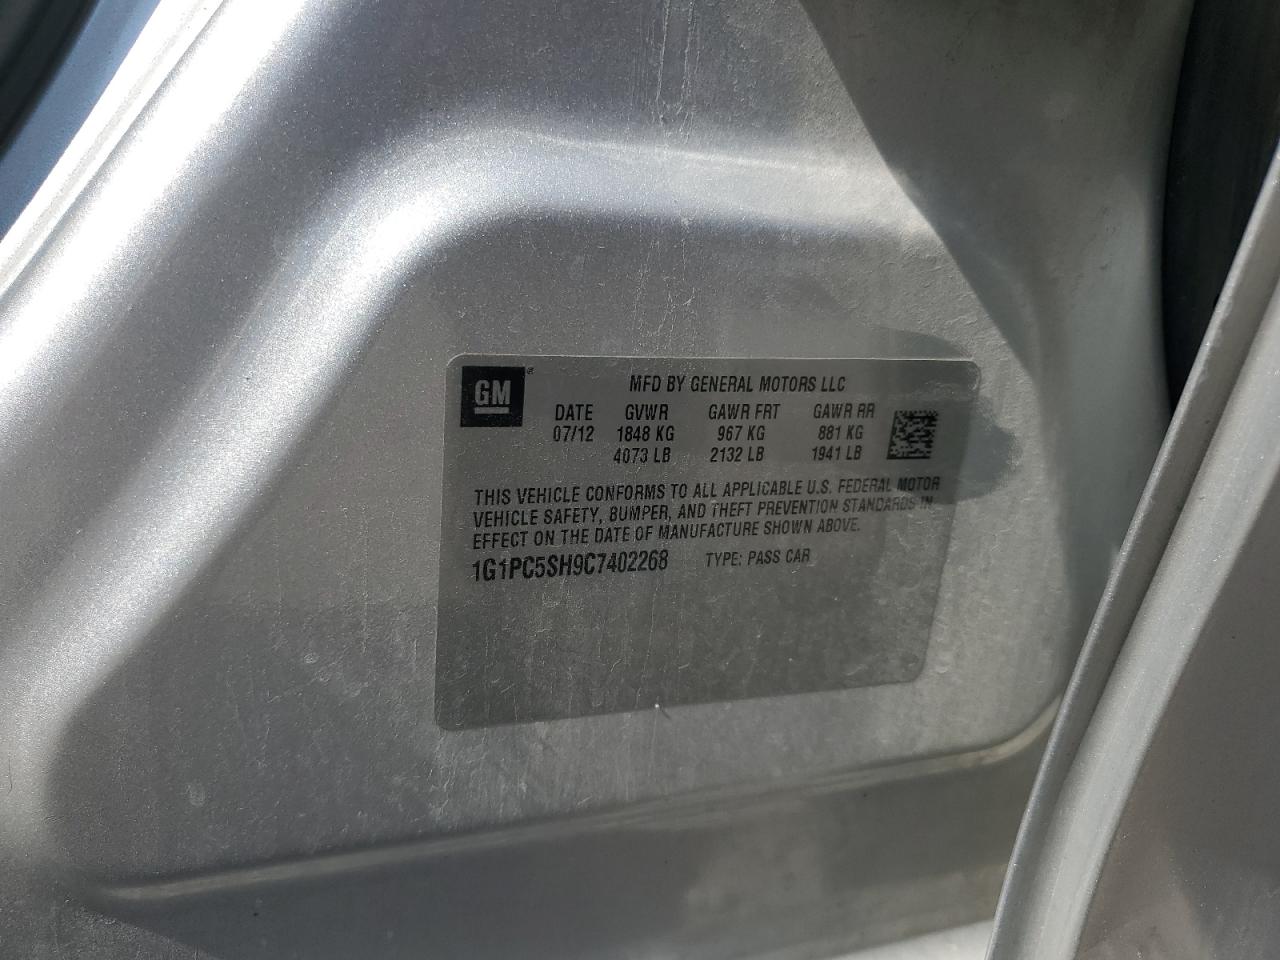 GM®
MFD BY GENERAL MOTORS LLC
DATE GVWR GAWR FRT GAWR RR
07/12 1848 KG 967 KG 881 KG
4073 LB 2132 LB 1941 LB
THIS VEHICLE CONFORMS TO ALL APPLICABLE U.S. FEDERAL MOTOR
VEHICLE SAFETY, BUMPER, AND THEFT PREVENTION STANDARDS IN
EFFECT ON THE DATE OF MANUFACTURE SHOWN ABOVE.
1G1PC5SH9C7402268 TYPE: PASS CAR